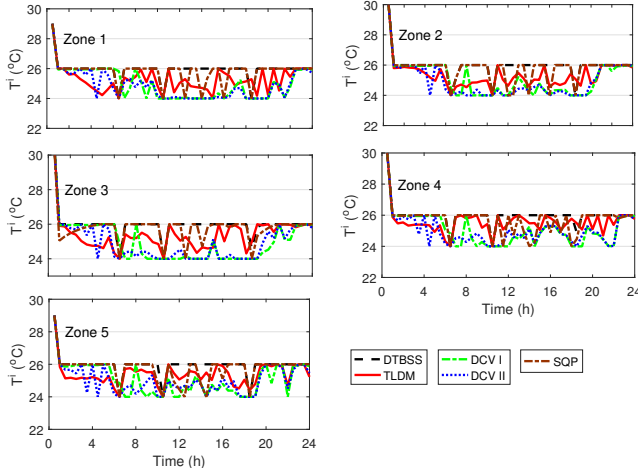 30
28
26
24
22
T^i (°C)
Zone 1
30
28
26
24
22
Zone 2
30
28
26
24
T^i (°C
Zone 3
30
28
26
24
22
T^i (°C)
Zone 4
0 4 8 12 16 20 24
Time (h)
30
28
26
24
22
T^i (°C)
Zone 5
0 4 8 12 16 20 24
Time (h)
DTBSS
TLDM
DCV I
DCV II
SQP